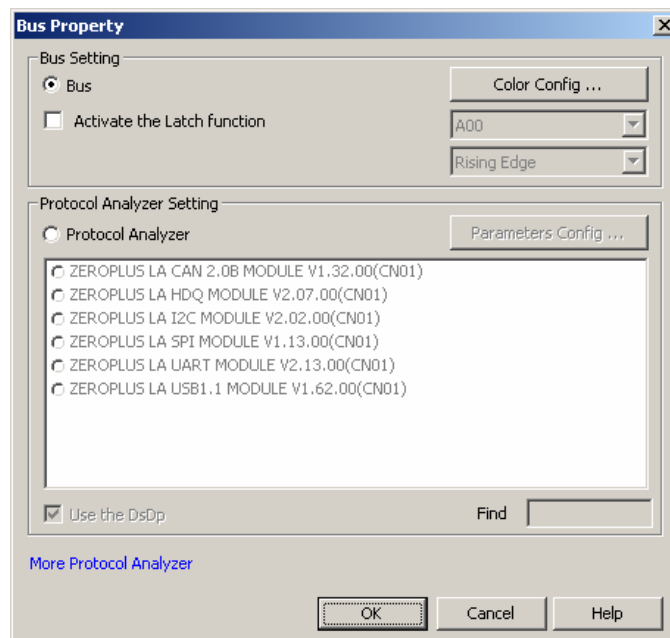 Bus Property
Bus Setting
Bus
Color Config ...
Activate the Latch function
A00
Rising Edge
Protocol Analyzer Setting
Protocol Analyzer
Parameters Config ...
ZEROPLUS LA CAN 2.0B MODULE V1.32.00(CN01)
ZEROPLUS LA HDQ MODULE V2.07.00(CN01)
ZEROPLUS LA I2C MODULE V2.02.00(CN01)
ZEROPLUS LA SPI MODULE V1.13.00(CN01)
ZEROPLUS LA UART MODULE V2.13.00(CN01)
ZEROPLUS LA USB1.1 MODULE V1.62.00(CN01)
Use the DsDp
Find
More Protocol Analyzer
OK
Cancel
Help